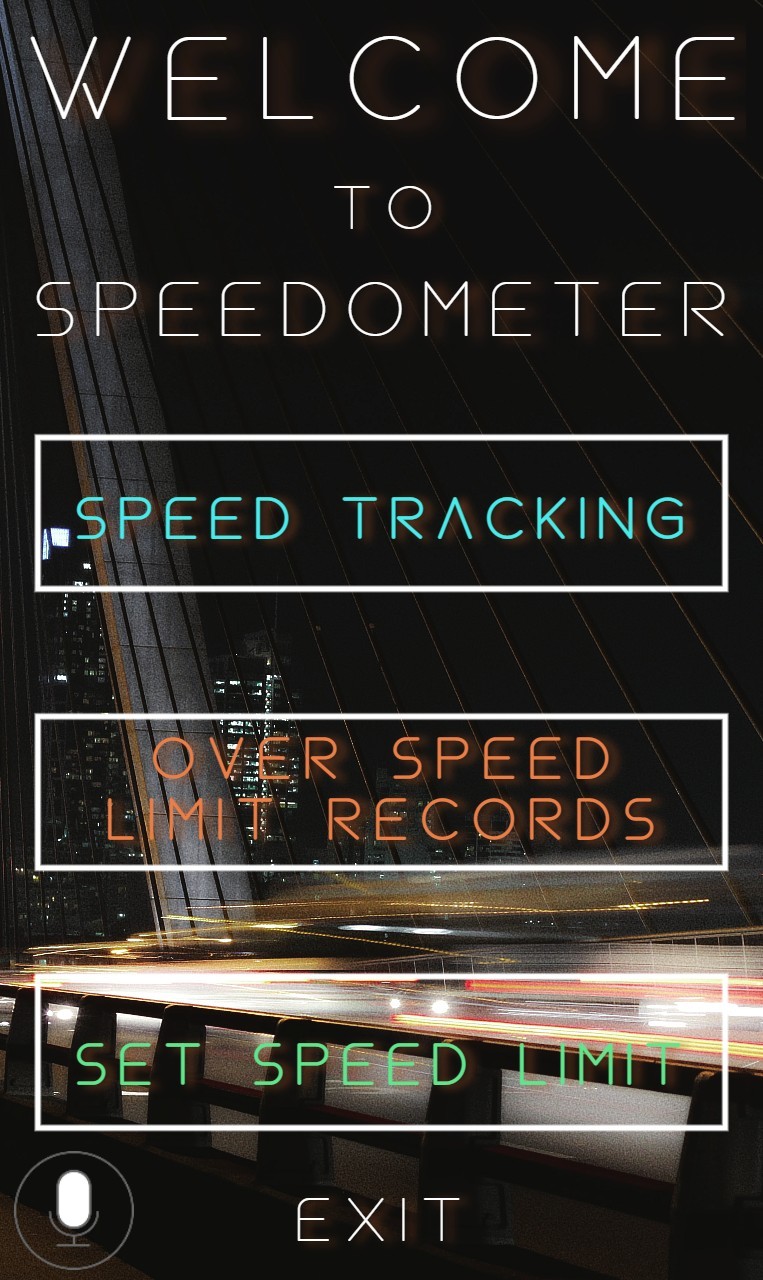 WELCOME
TO
SPEEDOMETER
SPEED TRACKING
OVER SPEED
LIMIT RECORDS
SET SPEED LIMIT
EXIT